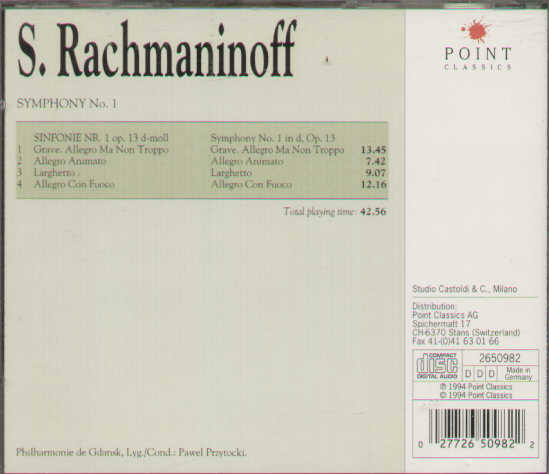 S. Rachmaninoff
POINT
CLASSICS
SYMPHONY No. 1
SINFONIE NR. 1 op. 13 d-moll Symphony No. 1 in d, Op. 13
1 Grave. Allegro Ma Non Troppo Grave. Allegro Ma Non Troppo 13.45
2 Allegro Animato Allegro Animato 7.42
3 Larghetto Larghetto 9.07
4 Allegro Con Fuoco Allegro Con Fuoco 12.16
Total playing time: 42.56
Studio Castoldi & C., Milano
Distribution:
Point Classics AG
Spichermatt 17
CH-6370 Stans (Switzerland)
Fax 41-(0)41 63 01 66
COMPACT
disc
DIGITAL AUDIO
2650982
D D D
Made in
Germany
℗ 1994 Point Classics
© 1994 Point Classics
0 27726 50982 2
Philharmonie de Gdansk, Lyg./Cond.: Pawel Przytocki.